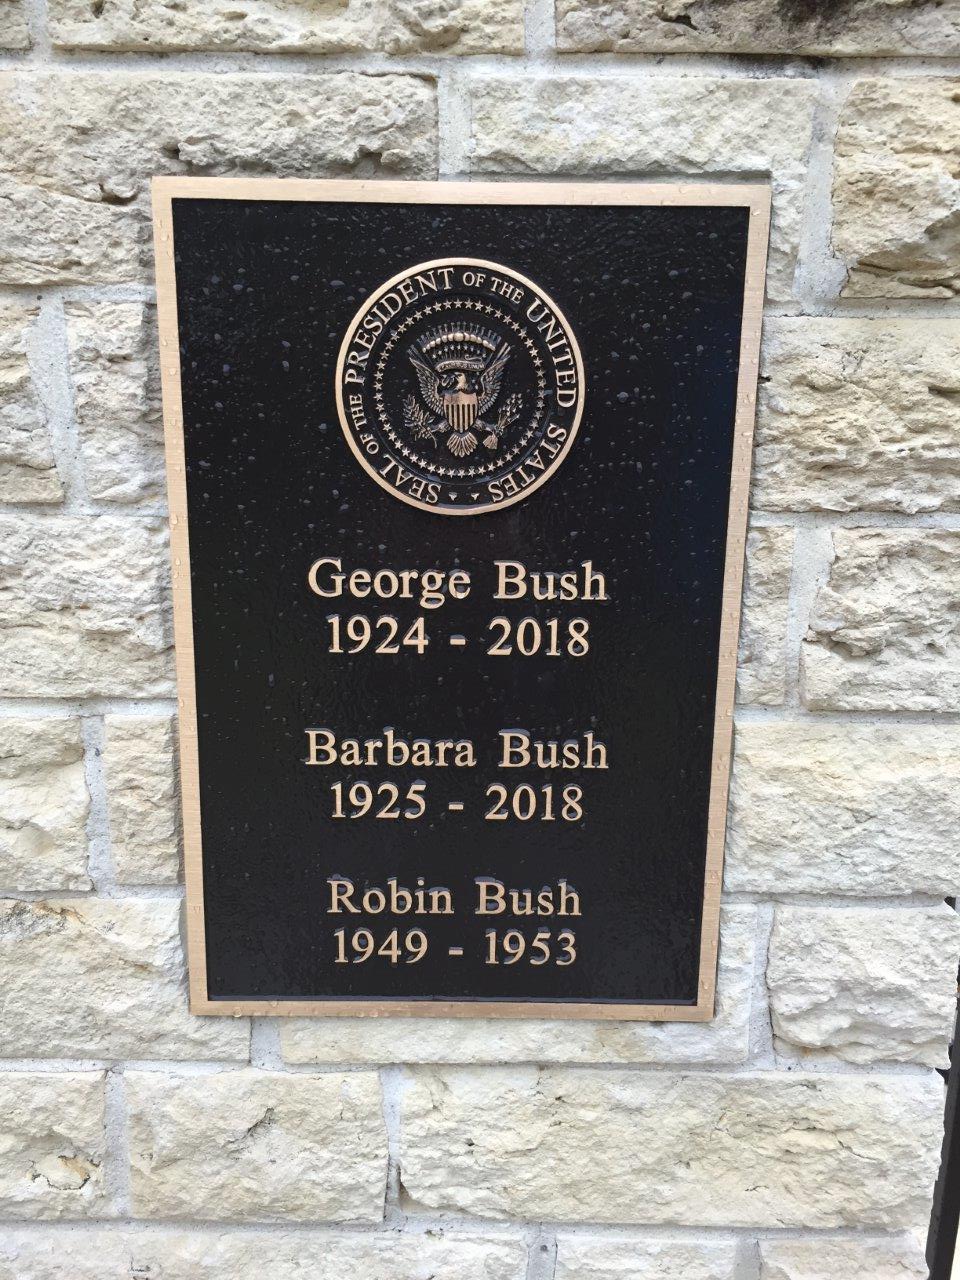 SEAL OF THE PRESIDENT OF THE UNITED STATES
George Bush
1924 - 2018
Barbara Bush
1925 - 2018
Robin Bush
1949 - 1953